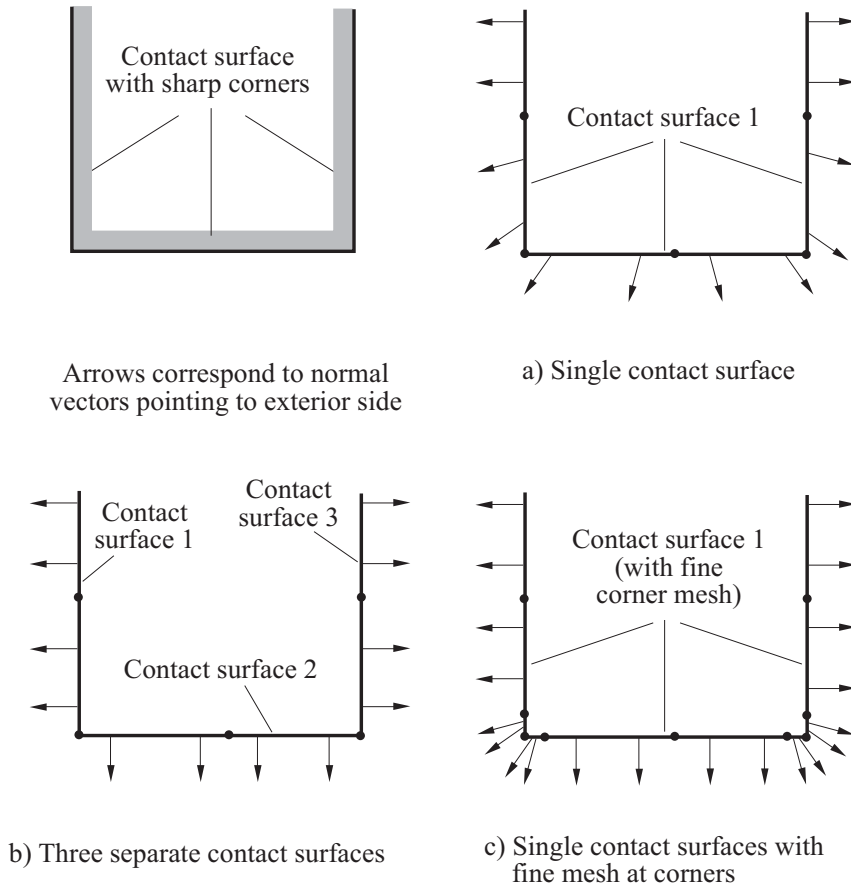 Contact surface
with sharp corners
Arrows correspond to normal
vectors pointing to exterior side
Contact surface 1
a) Single contact surface
Contact
surface 1
Contact
surface 3
Contact surface 2
b) Three separate contact surfaces
Contact surface 1
(with fine
corner mesh)
c) Single contact surfaces with
fine mesh at corners